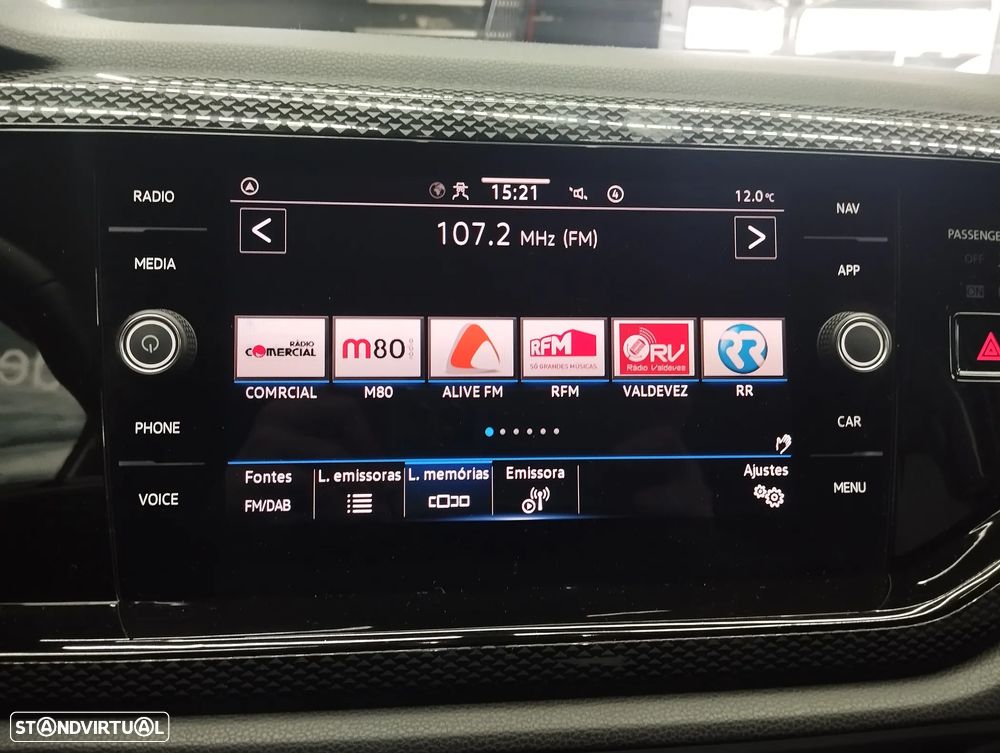 RADIO
MEDIA
PHONE
VOICE
15:21
4
12.0°C
107.2 MHz (FM)
RÁDIO
COMERCIAL
m80
RFM
SÓ GRANDES MÚSICAS
RV
Rádio Valdevez
RR
COMRCIAL
M80
ALIVE FM
RFM
VALDEVEZ
RR
Fontes
FM/DAB
L. emissoras
L. memórias
Emissora
Ajustes
NAV
APP
CAR
MENU
PASSENGE
OFF
ON
STANDVIRTUAL